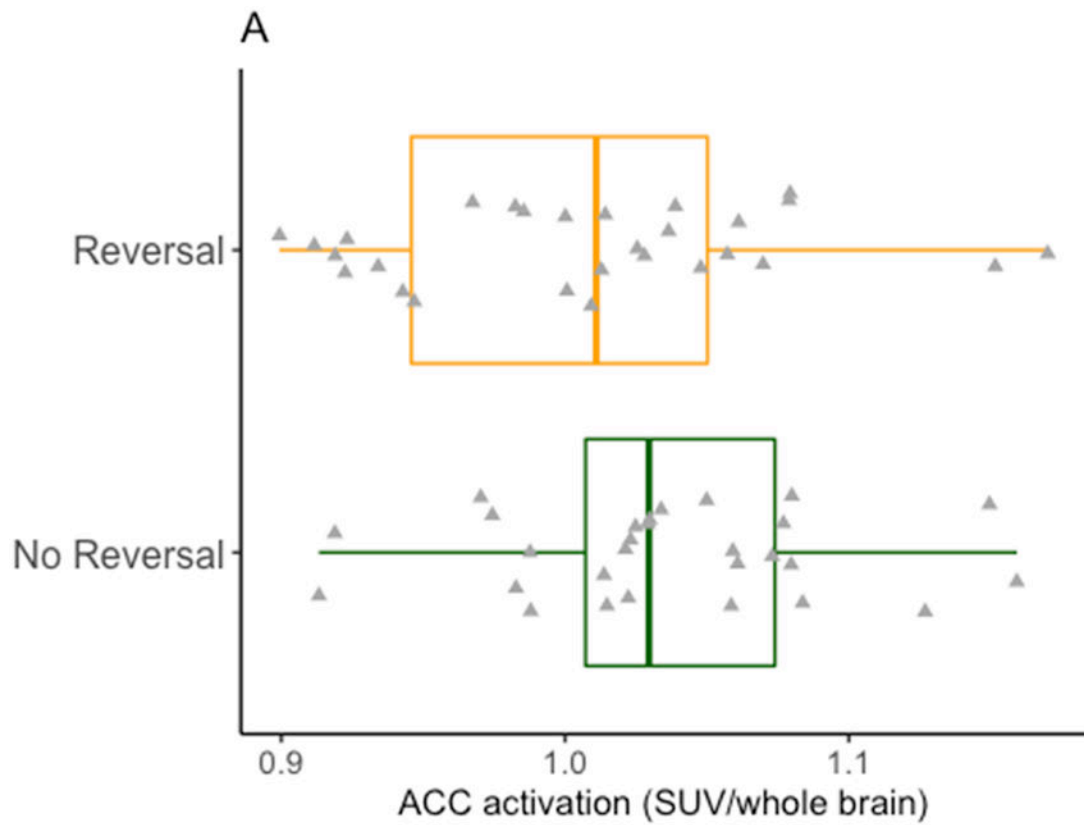 A
Reversal
No Reversal
0.9 1.0 1.1
ACC activation (SUV/whole brain)